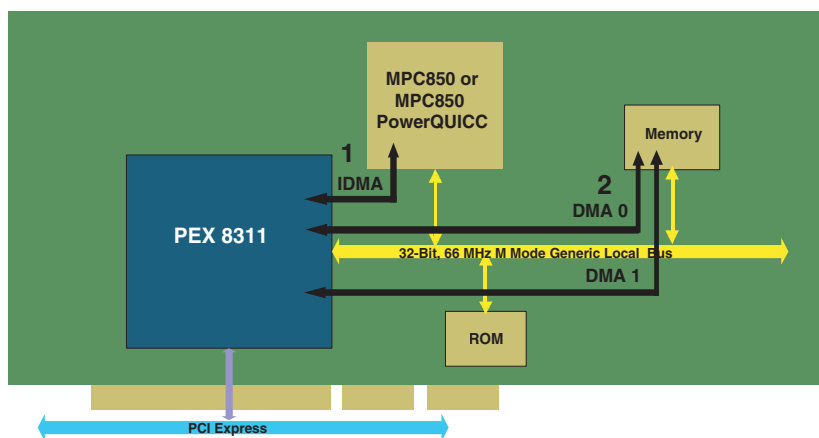 MPC850 or
MPC850
PowerQUICC
Memory
1
IDMA
2
DMA 0
PEX 8311
32-Bit, 66 MHz M Mode Generic Local Bus
DMA 1
ROM
PCI Express